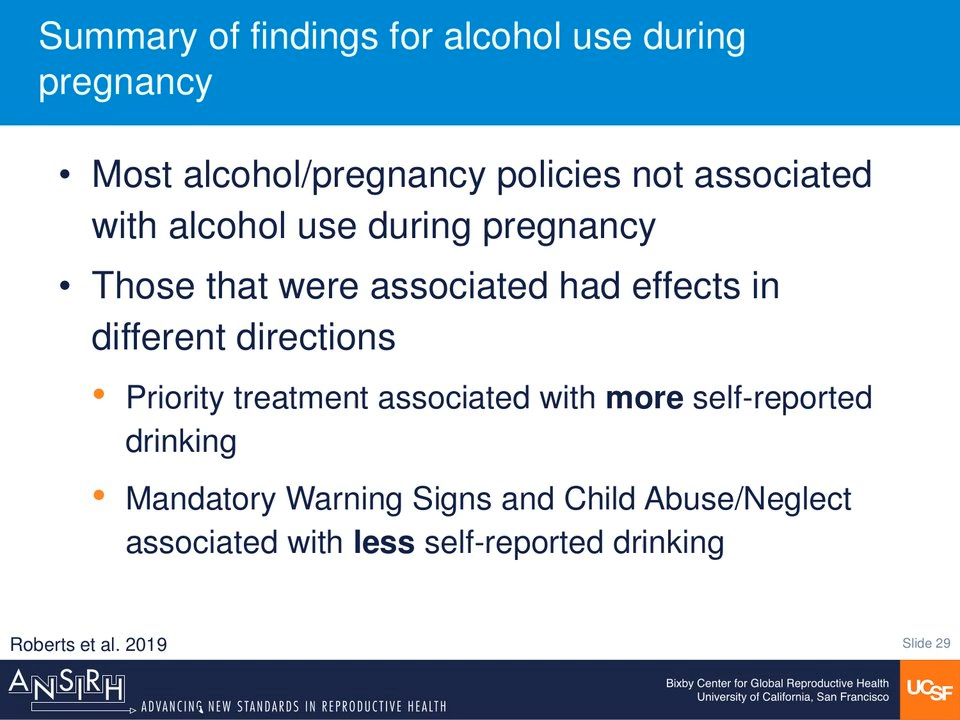 Summary of findings for alcohol use during
pregnancy
• Most alcohol/pregnancy policies not associated
with alcohol use during pregnancy
• Those that were associated had effects in
different directions
• Priority treatment associated with more self-reported
drinking
• Mandatory Warning Signs and Child Abuse/Neglect
associated with less self-reported drinking
Roberts et al. 2019
Slide 29
ANSIRH
ADVANCING NEW STANDARDS IN REPRODUCTIVE HEALTH
Bixby Center for Global Reproductive Health
University of California, San Francisco
UCSF